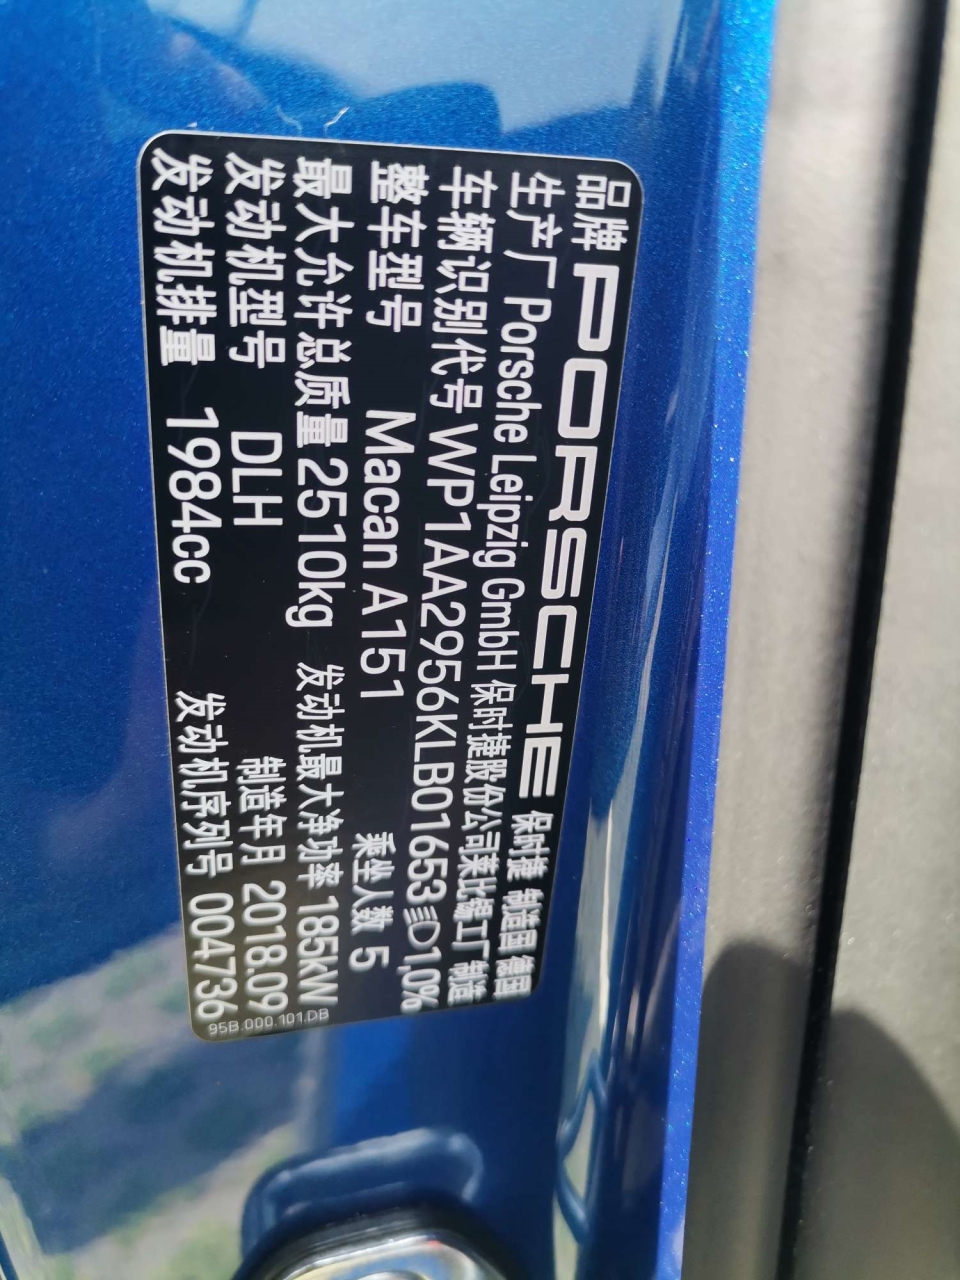 品牌 PORSCHE 保时捷 制造国 德国
生产厂 Porsche Leipzig GmbH 保时捷股份公司莱比锡工厂 制造
车辆识别代号 WP1AA2956KLB01653 1,0%
整车型号 Macan A151 乘坐人数 5
最大允许总质量 2510kg 发动机最大净功率 185kW
发动机型号 DLH 制造年月 2018.09
发动机排量 1984cc 发动机序列号 004736
95B.000.101.DB